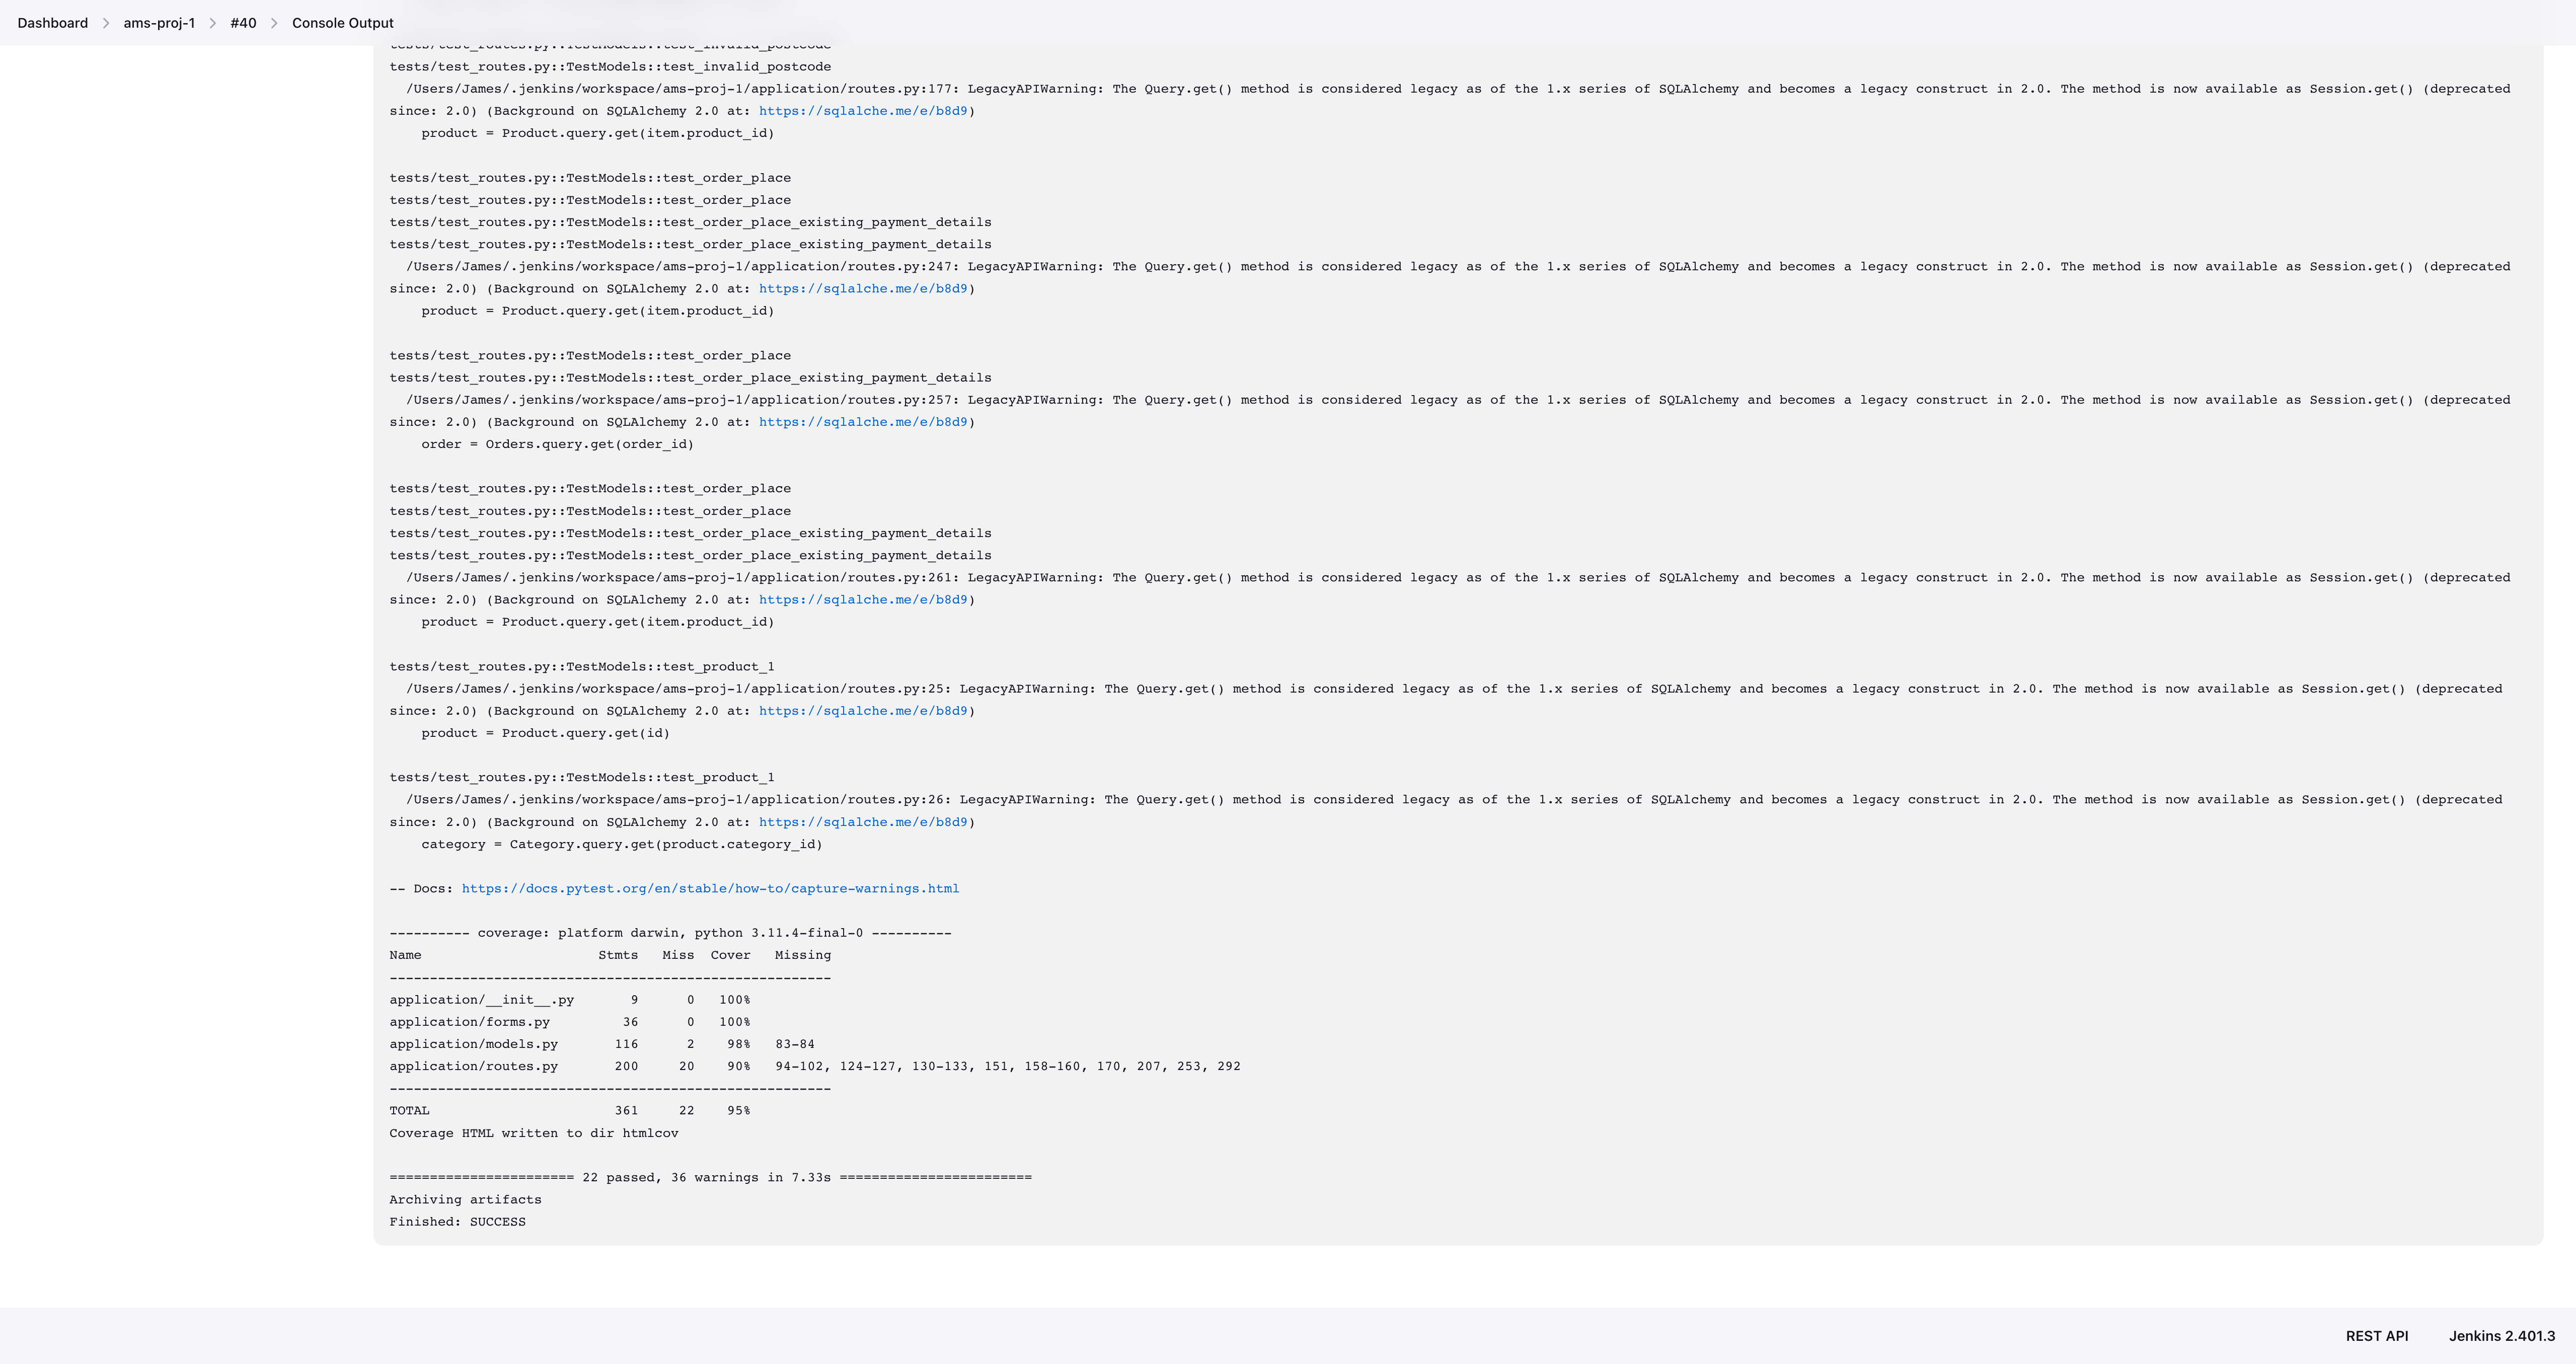 Dashboard > ams-proj-1 > #40 > Console Output
tests/test_routes.py::TestModels::test_invalid_postcode
tests/test_routes.py::TestModels::test_invalid_postcode
  /Users/James/.jenkins/workspace/ams-proj-1/application/routes.py:177: LegacyAPIWarning: The Query.get() method is considered legacy as of the 1.x series of SQLAlchemy and becomes a legacy construct in 2.0. The method is now available as Session.get() (deprecated
since: 2.0) (Background on SQLAlchemy 2.0 at: https://sqlalche.me/e/b8d9)
    product = Product.query.get(item.product_id)

tests/test_routes.py::TestModels::test_order_place
tests/test_routes.py::TestModels::test_order_place
tests/test_routes.py::TestModels::test_order_place_existing_payment_details
tests/test_routes.py::TestModels::test_order_place_existing_payment_details
  /Users/James/.jenkins/workspace/ams-proj-1/application/routes.py:247: LegacyAPIWarning: The Query.get() method is considered legacy as of the 1.x series of SQLAlchemy and becomes a legacy construct in 2.0. The method is now available as Session.get() (deprecated
since: 2.0) (Background on SQLAlchemy 2.0 at: https://sqlalche.me/e/b8d9)
    product = Product.query.get(item.product_id)

tests/test_routes.py::TestModels::test_order_place
tests/test_routes.py::TestModels::test_order_place_existing_payment_details
  /Users/James/.jenkins/workspace/ams-proj-1/application/routes.py:257: LegacyAPIWarning: The Query.get() method is considered legacy as of the 1.x series of SQLAlchemy and becomes a legacy construct in 2.0. The method is now available as Session.get() (deprecated
since: 2.0) (Background on SQLAlchemy 2.0 at: https://sqlalche.me/e/b8d9)
    order = Orders.query.get(order_id)

tests/test_routes.py::TestModels::test_order_place
tests/test_routes.py::TestModels::test_order_place
tests/test_routes.py::TestModels::test_order_place_existing_payment_details
tests/test_routes.py::TestModels::test_order_place_existing_payment_details
  /Users/James/.jenkins/workspace/ams-proj-1/application/routes.py:261: LegacyAPIWarning: The Query.get() method is considered legacy as of the 1.x series of SQLAlchemy and becomes a legacy construct in 2.0. The method is now available as Session.get() (deprecated
since: 2.0) (Background on SQLAlchemy 2.0 at: https://sqlalche.me/e/b8d9)
    product = Product.query.get(item.product_id)

tests/test_routes.py::TestModels::test_product_1
  /Users/James/.jenkins/workspace/ams-proj-1/application/routes.py:25: LegacyAPIWarning: The Query.get() method is considered legacy as of the 1.x series of SQLAlchemy and becomes a legacy construct in 2.0. The method is now available as Session.get() (deprecated
since: 2.0) (Background on SQLAlchemy 2.0 at: https://sqlalche.me/e/b8d9)
    product = Product.query.get(id)

tests/test_routes.py::TestModels::test_product_1
  /Users/James/.jenkins/workspace/ams-proj-1/application/routes.py:26: LegacyAPIWarning: The Query.get() method is considered legacy as of the 1.x series of SQLAlchemy and becomes a legacy construct in 2.0. The method is now available as Session.get() (deprecated
since: 2.0) (Background on SQLAlchemy 2.0 at: https://sqlalche.me/e/b8d9)
    category = Category.query.get(product.category_id)

-- Docs: https://docs.pytest.org/en/stable/how-to/capture-warnings.html

---------- coverage: platform darwin, python 3.11.4-final-0 ----------
Name                      Stmts   Miss  Cover   Missing
-------------------------------------------------------
application/__init__.py       9      0   100%
application/forms.py         36      0   100%
application/models.py       116      2    98%   83-84
application/routes.py       200     20    90%   94-102, 124-127, 130-133, 151, 158-160, 170, 207, 253, 292
-------------------------------------------------------
TOTAL                       361     22    95%
Coverage HTML written to dir htmlcov

======================= 22 passed, 36 warnings in 7.33s ========================
Archiving artifacts
Finished: SUCCESS
REST API
Jenkins 2.401.3